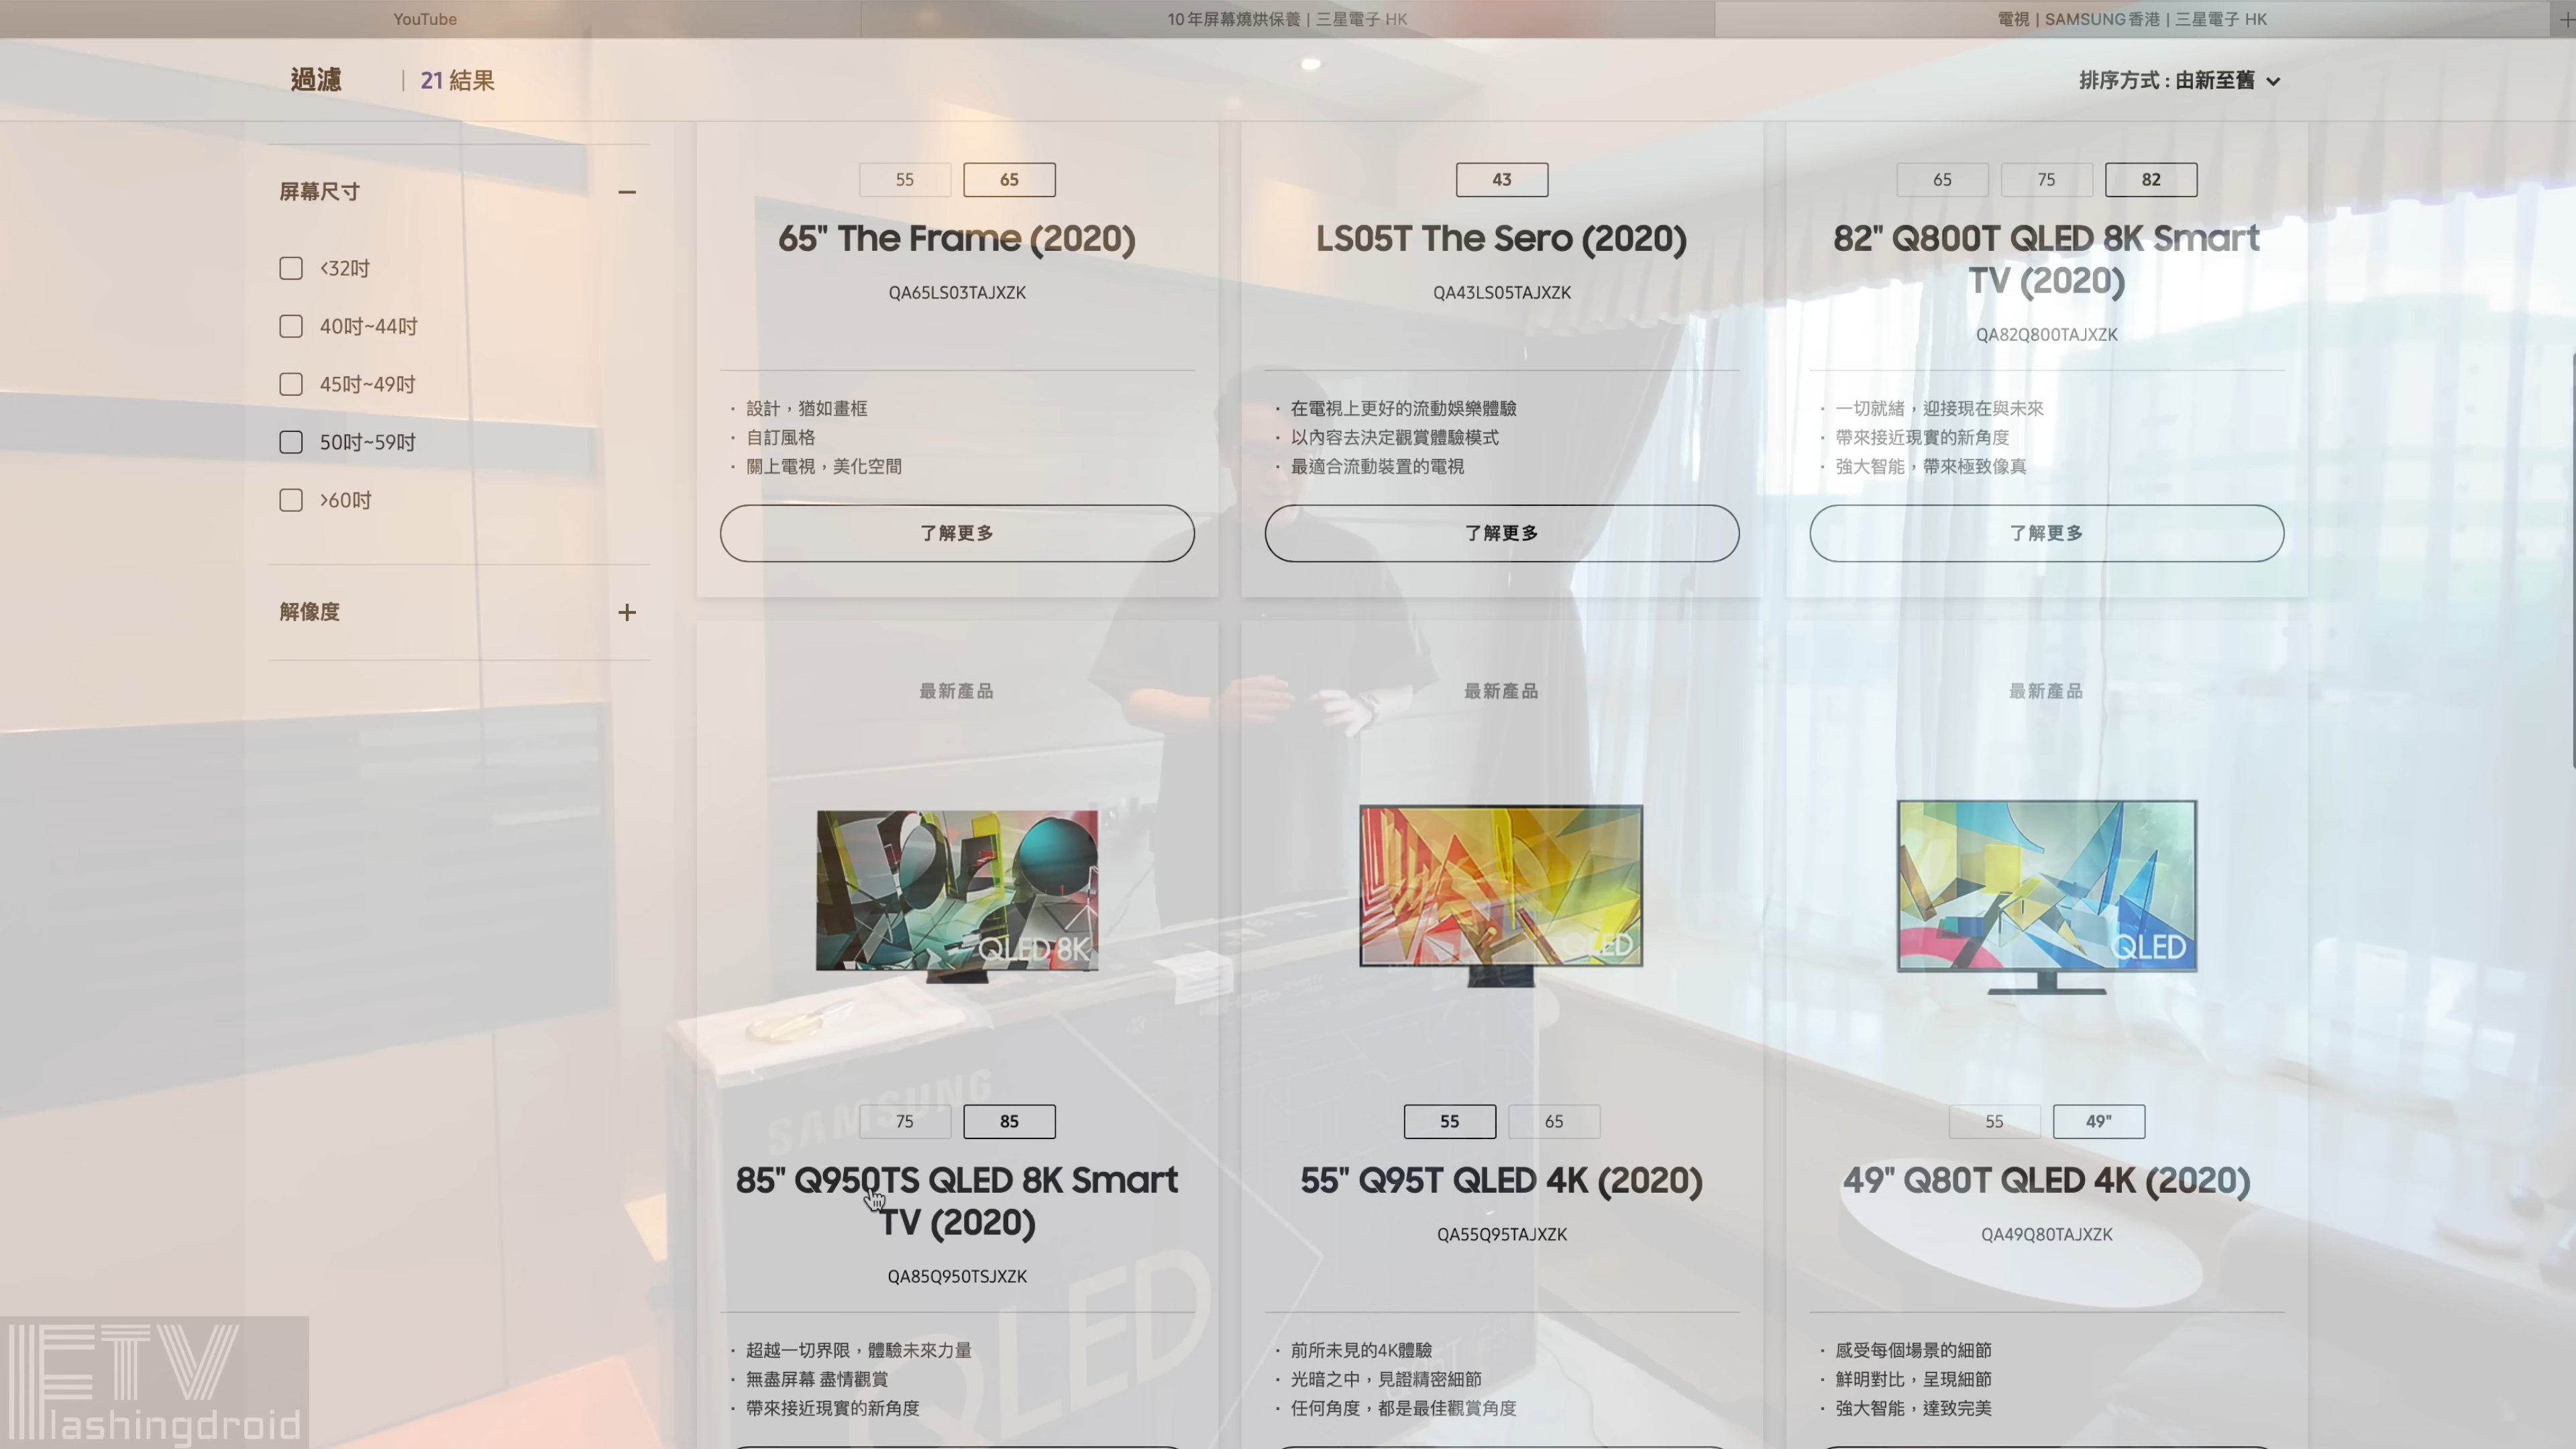 YouTube
10年屏幕燒烘保養 | 三星電子 HK
電視 | SAMSUNG香港 | 三星電子 HK
過濾 | 21 結果
排序方式 : 由新至舊
屏幕尺寸
<32吋
40吋~44吋
45吋~49吋
50吋~59吋
>60吋
解像度
55 65
65" The Frame (2020)
QA65LS03TAJXZK
· 設計，猶如畫框
· 自訂風格
· 關上電視，美化空間
了解更多
43
LS05T The Sero (2020)
QA43LS05TAJXZK
· 在電視上更好的流動娛樂體驗
· 以內容去決定觀賞體驗模式
· 最適合流動裝置的電視
了解更多
65 75 82
82" Q800T QLED 8K Smart
TV (2020)
QA82Q800TAJXZK
· 一切就緒，迎接現在與未來
· 帶來接近現實的新角度
· 強大智能，帶來極致像真
了解更多
最新產品
QLED 8K
75 85
85" Q950TS QLED 8K Smart
TV (2020)
QA85Q950TSJXZK
· 超越一切界限，體驗未來力量
· 無盡屏幕 盡情觀賞
· 帶來接近現實的新角度
最新產品
QLED
55 65
55" Q95T QLED 4K (2020)
QA55Q95TAJXZK
· 前所未見的4K體驗
· 光暗之中，見證精密細節
· 任何角度，都是最佳觀賞角度
最新產品
QLED
55 49"
49" Q80T QLED 4K (2020)
QA49Q80TAJXZK
· 感受每個場景的細節
· 鮮明對比，呈現細節
· 強大智能，達致完美
SAMSUNG
QLED
FTV
lashingdroid